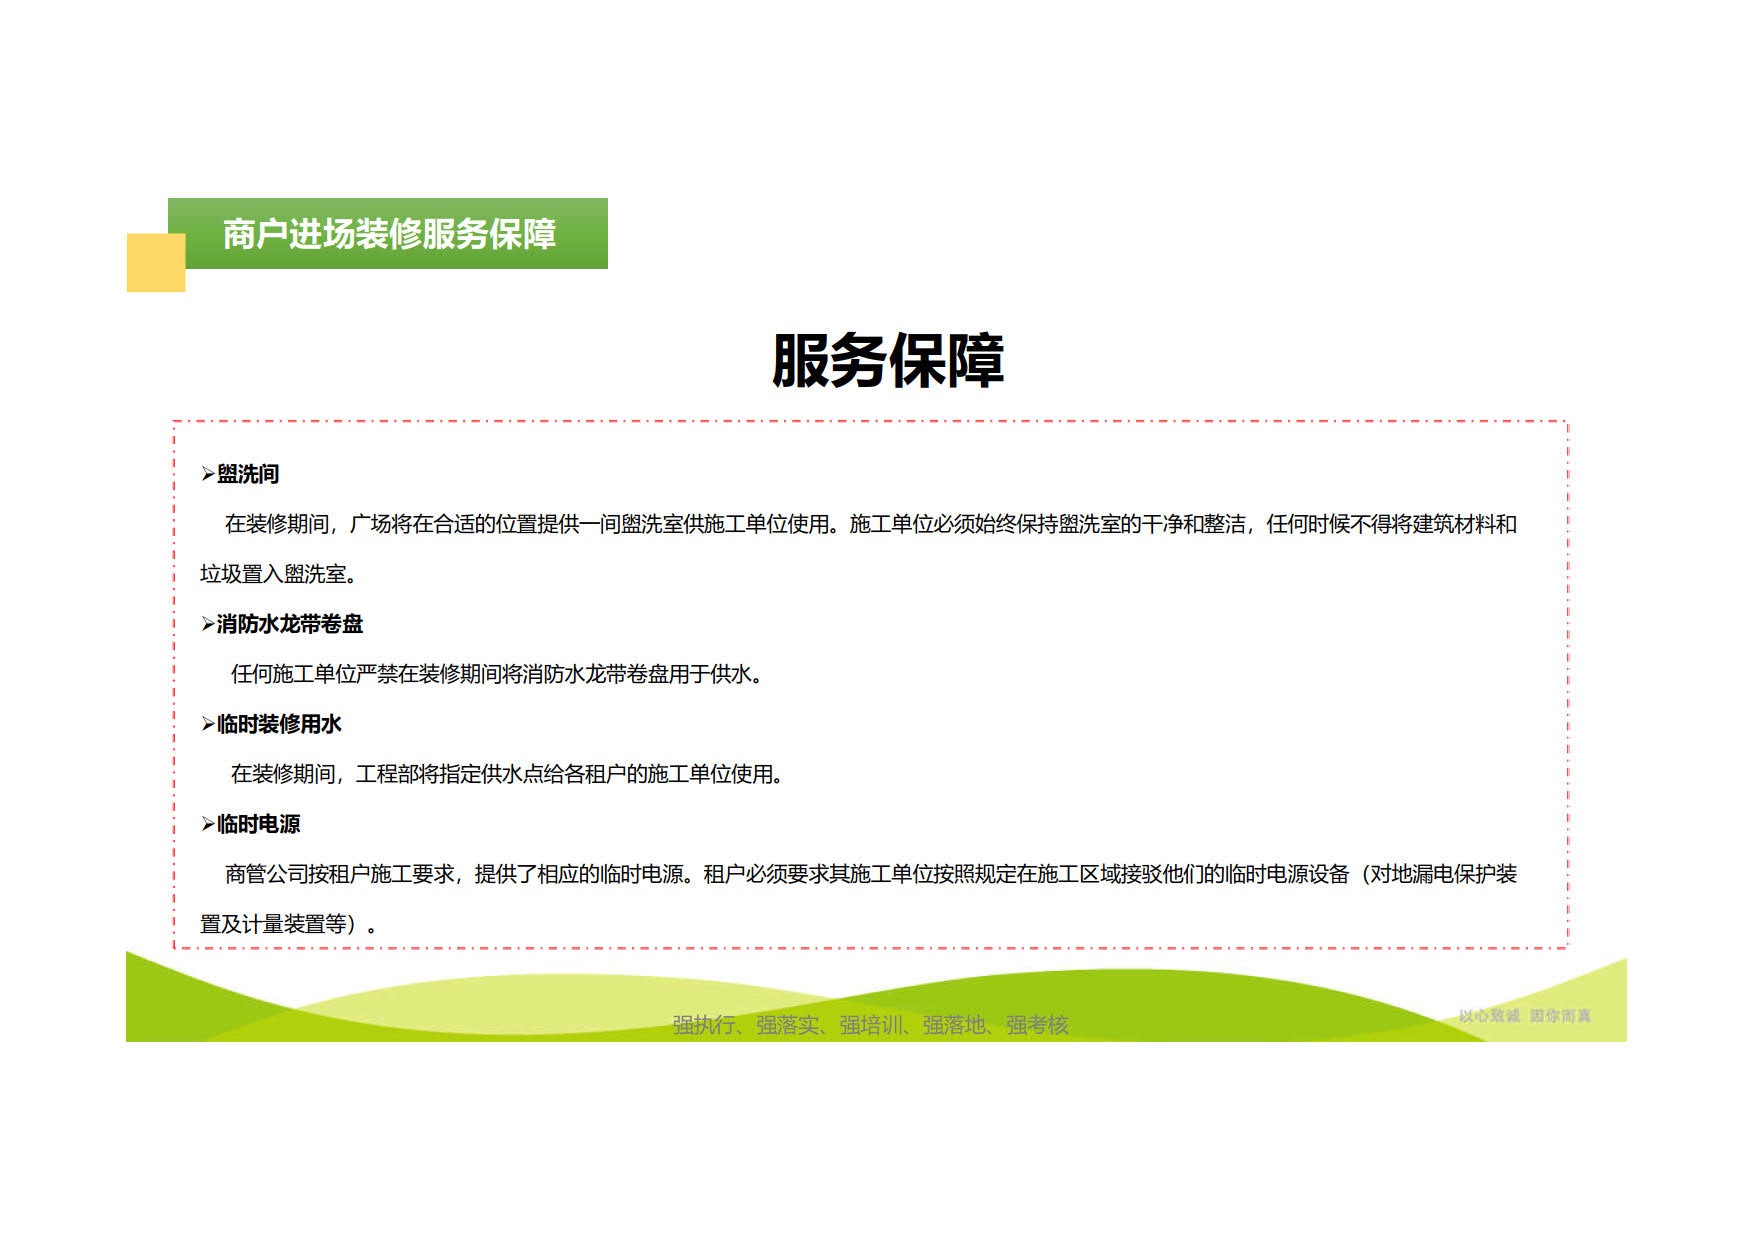 商户进场装修服务保障
服务保障
➢盥洗间
在装修期间，广场将在合适的位置提供一间盥洗室供施工单位使用。施工单位必须始终保持盥洗室的干净和整洁，任何时候不得将建筑材料和
垃圾置入盥洗室。
➢消防水龙带卷盘
任何施工单位严禁在装修期间将消防水龙带卷盘用于供水。
➢临时装修用水
在装修期间，工程部将指定供水点给各租户的施工单位使用。
➢临时电源
商管公司按租户施工要求，提供了相应的临时电源。租户必须要求其施工单位按照规定在施工区域接驳他们的临时电源设备（对地漏电保护装
置及计量装置等）。
强执行、强落实、强培训、强落地、强考核
以心致诚 因你而真